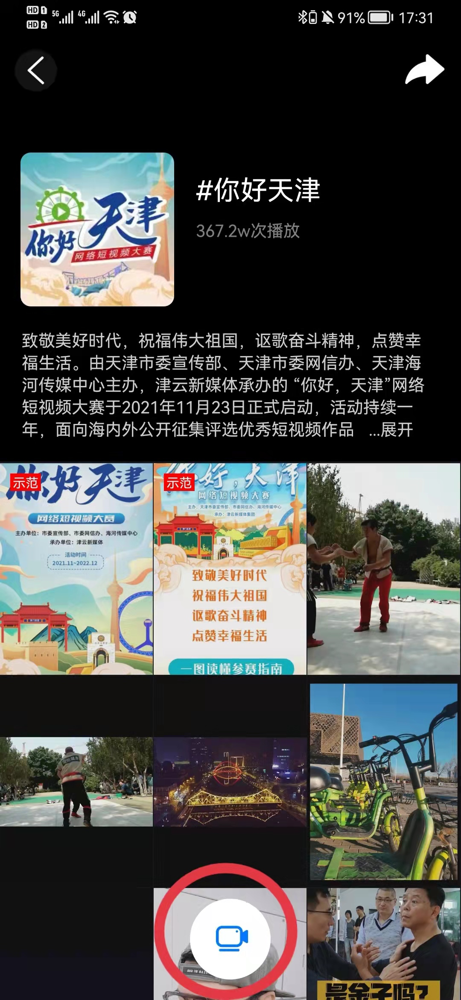 HD 1 5G 4G 91% 17:31
HD 2
#你好天津
367.2w次播放
你好 天津
网络短视频大赛
致敬美好时代，祝福伟大祖国，讴歌奋斗精神，点赞幸
福生活。由天津市委宣传部、天津市委网信办、天津海
河传媒中心主办，津云新媒体承办的 “你好，天津”网络
短视频大赛于2021年11月23日正式启动，活动持续一
年，面向海内外公开征集评选优秀短视频作品 ...展开
示范
你好天津
网络短视频大赛
主办单位：市委宣传部、市委网信办、海河传媒中心
承办单位：津云新媒体
活动时间
2021.11~2022.12
示范
你好，天津
网络短视频大赛
主办：天津市委宣传部、市委网信办、海河传媒中心
承办：津云新媒体集团
致敬美好时代
祝福伟大祖国
讴歌奋斗精神
点赞幸福生活
一图读懂参赛指南
是金子吗?